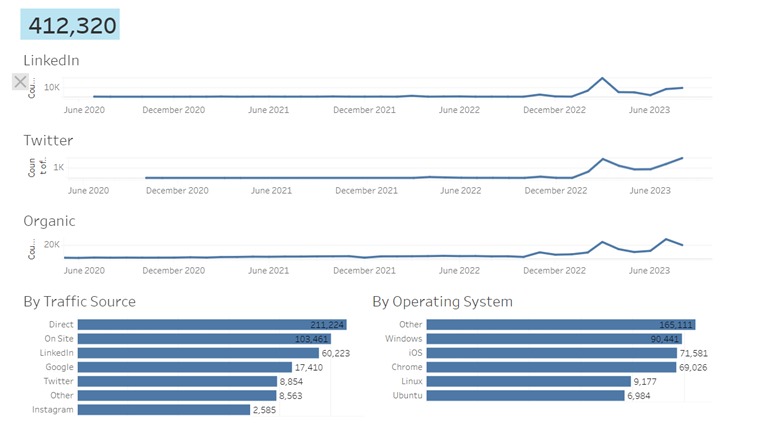 412,320
LinkedIn
Cou...
10K
June 2020 December 2020 June 2021 December 2021 June 2022 December 2022 June 2023
Twitter
Coun
t of..
1K
June 2020 December 2020 June 2021 December 2021 June 2022 December 2022 June 2023
Organic
Cou...
20K
June 2020 December 2020 June 2021 December 2021 June 2022 December 2022 June 2023
By Traffic Source
Direct 211,224
On Site 103,461
LinkedIn 60,223
Google 17,410
Twitter 8,854
Other 8,563
Instagram 2,585
By Operating System
Other 165,111
Windows 90,441
iOS 71,581
Chrome 69,026
Linux 9,177
Ubuntu 6,984